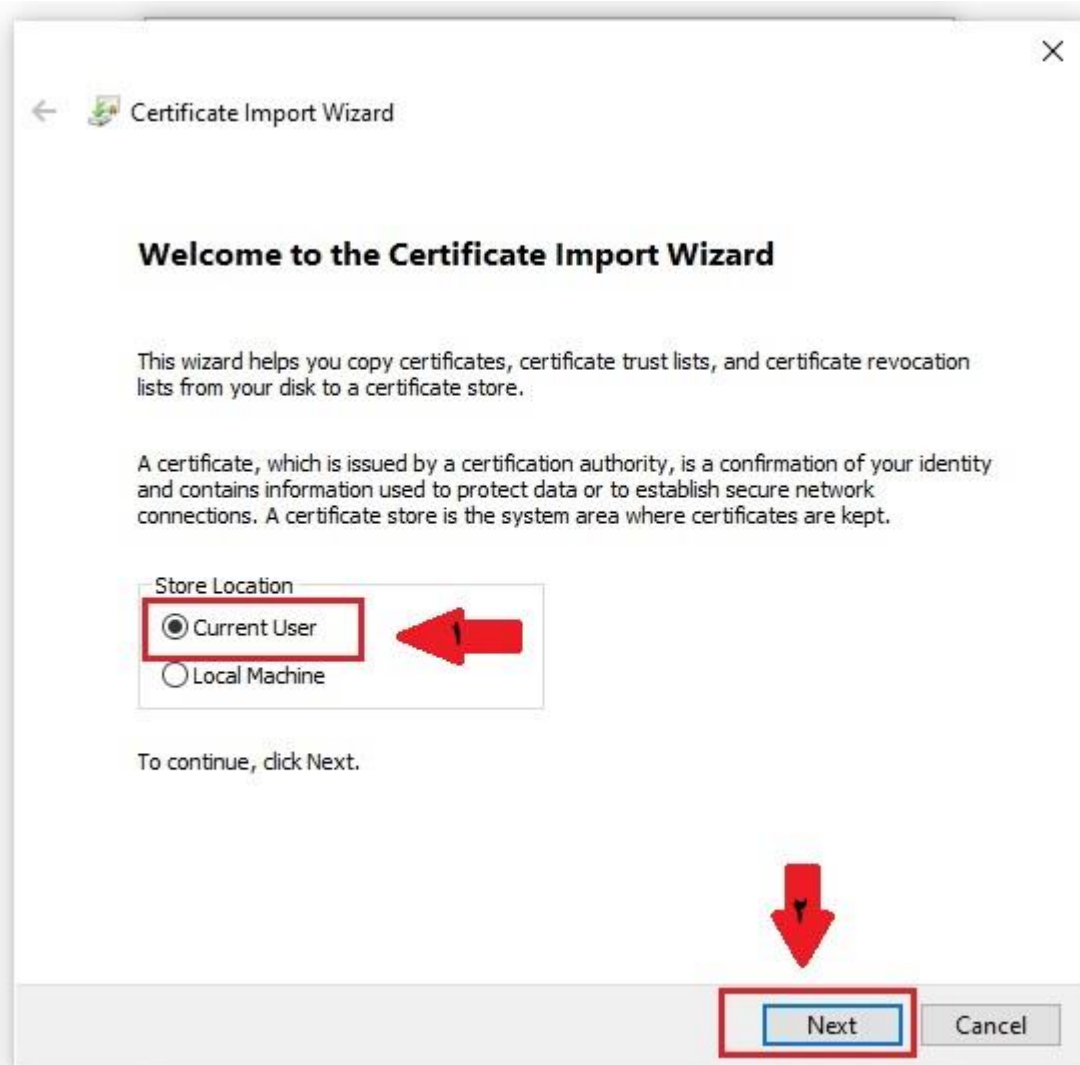 Certificate Import Wizard
Welcome to the Certificate Import Wizard
This wizard helps you copy certificates, certificate trust lists, and certificate revocation
lists from your disk to a certificate store.
A certificate, which is issued by a certification authority, is a confirmation of your identity
and contains information used to protect data or to establish secure network
connections. A certificate store is the system area where certificates are kept.
Store Location
Current User
۱
Local Machine
To continue, click Next.
۲
Next
Cancel